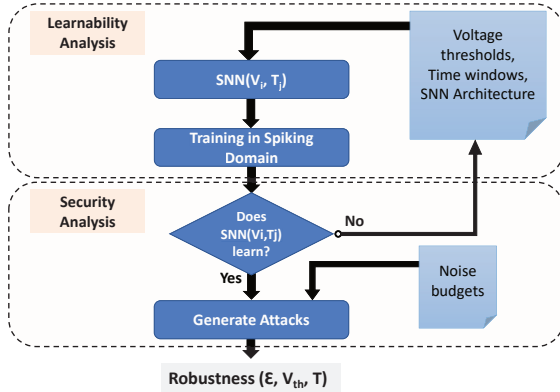 Learnability
Analysis
Voltage
thresholds,
Time windows,
SNN Architecture
SNN(Vi, Tj)
Training in Spiking
Domain
Security
Analysis
Does
SNN(Vi,Tj)
learn?
No
Yes
Noise
budgets
Generate Attacks
Robustness (Ɛ, Vth, T)